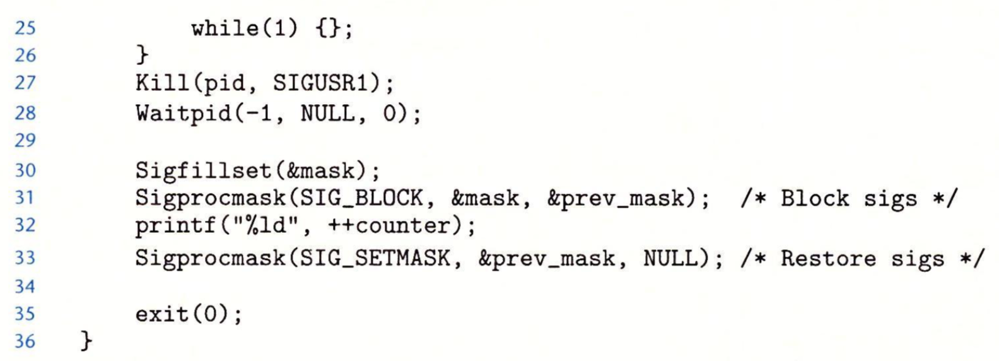 25 while(1) {};
26 }
27 Kill(pid, SIGUSR1);
28 Waitpid(-1, NULL, 0);
29
30 Sigfillset(&mask);
31 Sigprocmask(SIG_BLOCK, &mask, &prev_mask); /* Block sigs */
32 printf("%ld", ++counter);
33 Sigprocmask(SIG_SETMASK, &prev_mask, NULL); /* Restore sigs */
34
35 exit(0);
36 }